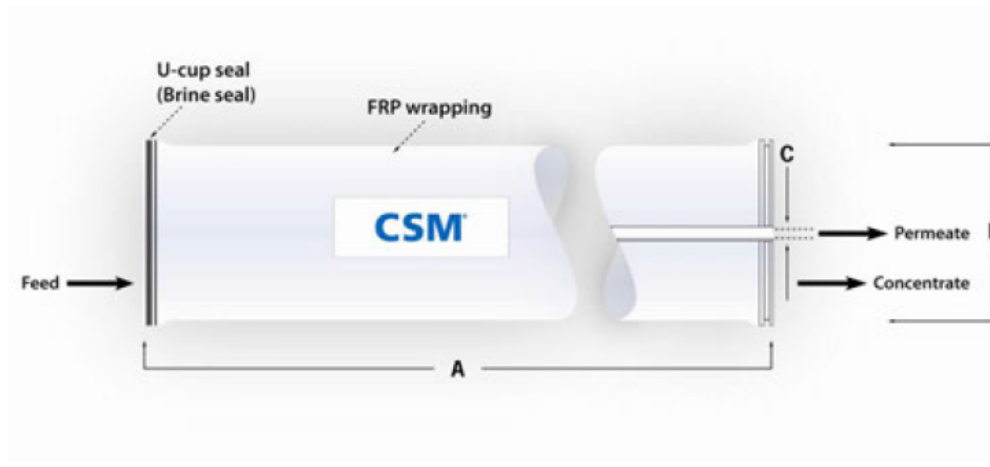 U-cup seal
(Brine seal)
FRP wrapping
C
CSM®
Permeate
Feed
Concentrate
A